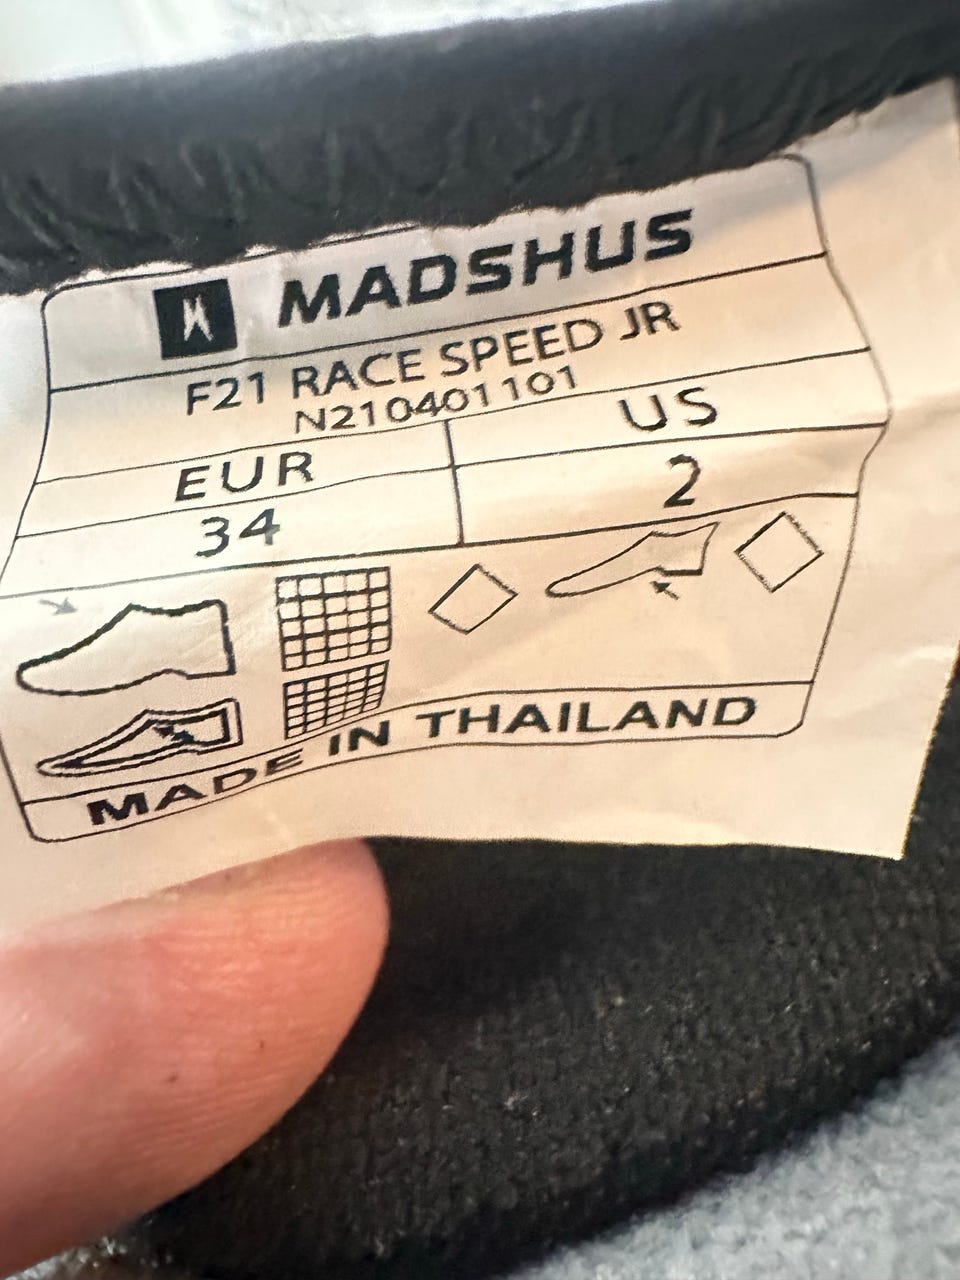 MADSHUS
F21 RACE SPEED JR
N210401101
EUR US
34 2
MADE IN THAILAND